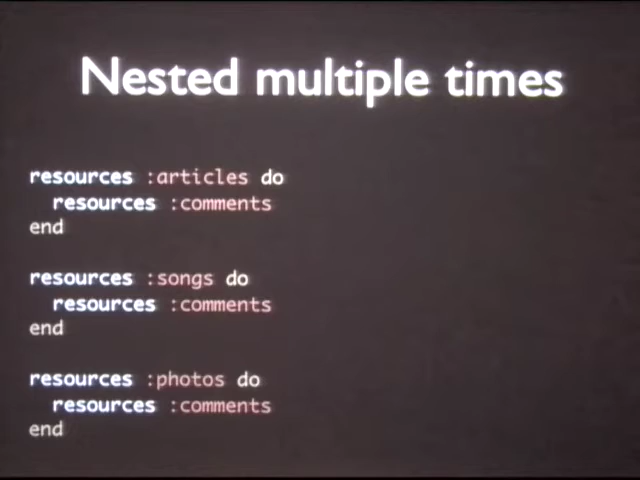 Nested multiple times
resources :articles do
  resources :comments
end
resources :songs do
  resources :comments
end
resources :photos do
  resources :comments
end